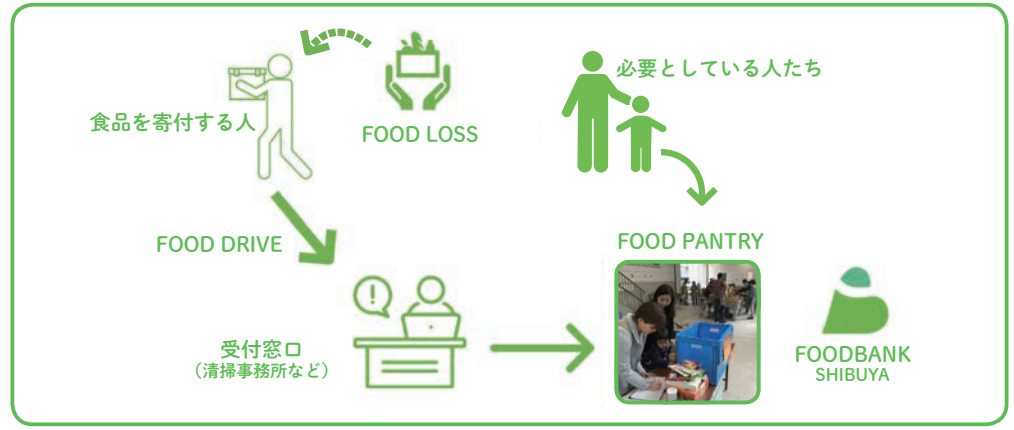 必要としている人たち
食品を寄付する人
FOOD LOSS
FOOD DRIVE
FOOD PANTRY
受付窓口
（清掃事務所など）
FOODBANK
SHIBUYA